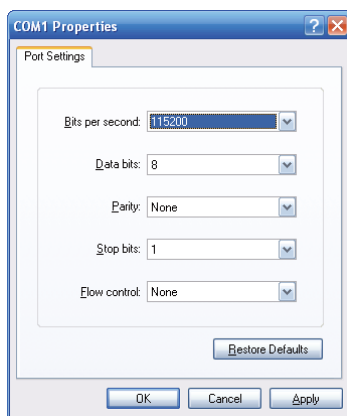 COM1 Properties
Port Settings
Bits per second: 115200
Data bits: 8
Parity: None
Stop bits: 1
Flow control: None
Restore Defaults
OK Cancel Apply